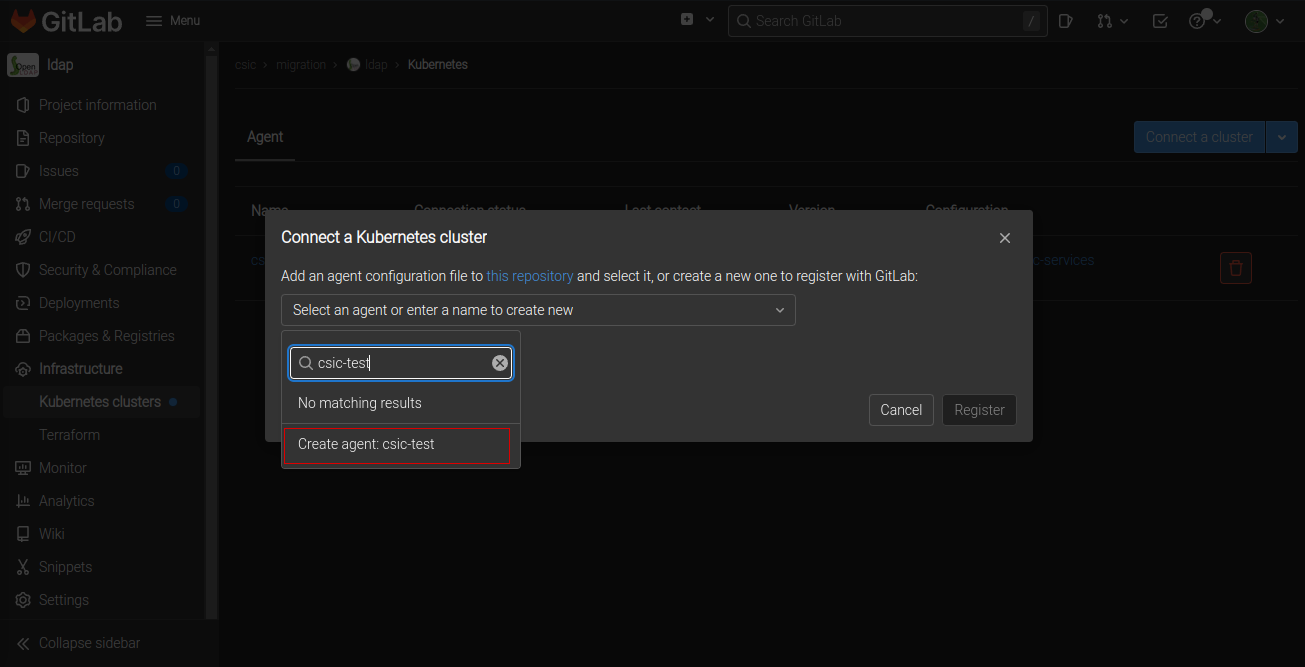 GitLab Menu Search GitLab /
ldap
csic › migration › ldap › Kubernetes
Project information
Repository
Issues 0
Merge requests 0
CI/CD
Security & Compliance
Deployments
Packages & Registries
Infrastructure
Kubernetes clusters
Terraform
Monitor
Analytics
Wiki
Snippets
Settings
Collapse sidebar
Agent Connect a cluster
Name Connection status Last contact Version Configuration
Connect a Kubernetes cluster
Add an agent configuration file to this repository and select it, or create a new one to register with GitLab:
Select an agent or enter a name to create new
csic-test
No matching results
Create agent: csic-test
Cancel Register